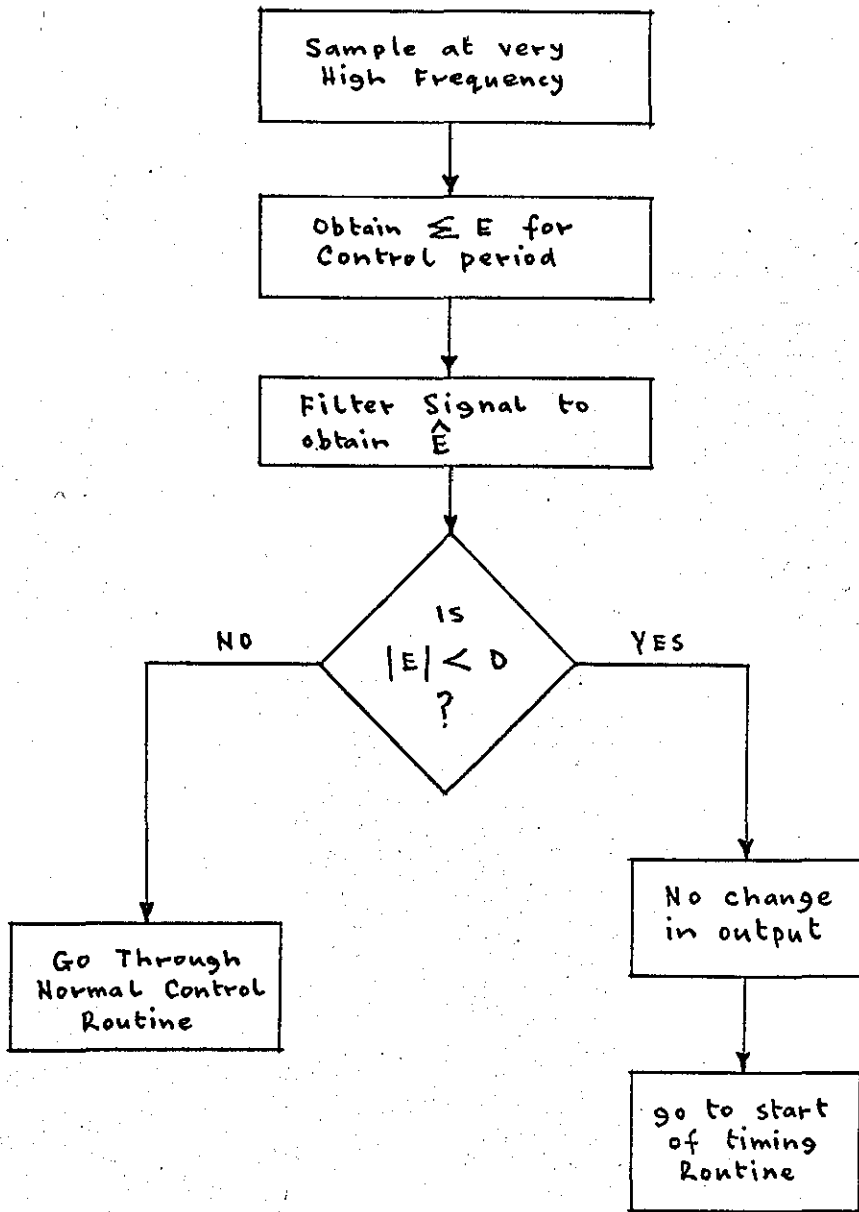 Sample at very
High Frequency
Obtain Σ E for
Control period
Filter Signal to
obtain Ê
NO
Is
|E| < D
?
YES
No change
in output
Go Through
Normal Control
Routine
go to start
of timing
Routine